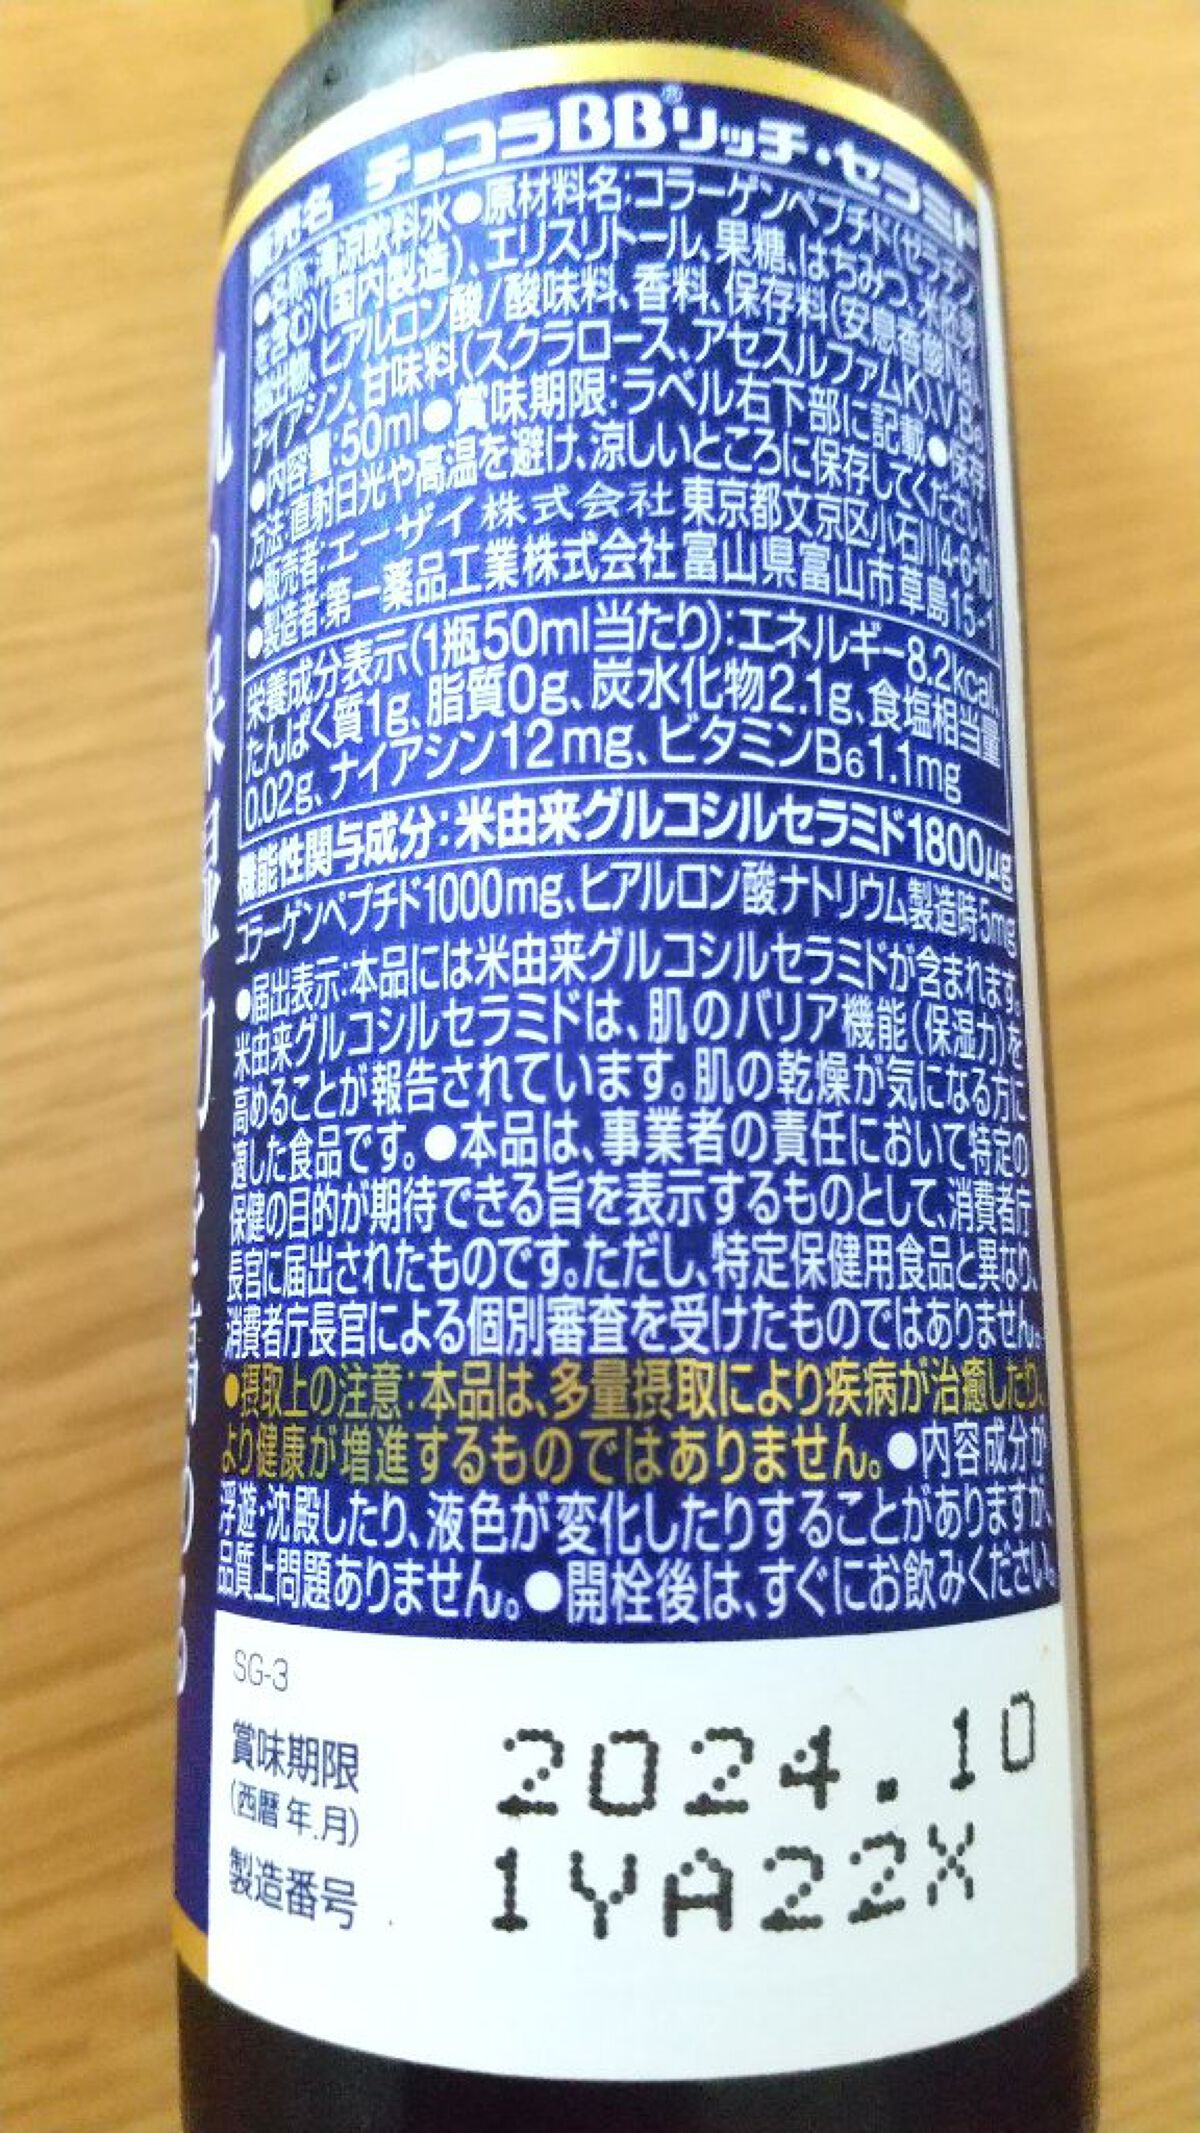 販売名 チョコラBB®リッチ・セラミド
●名称:清涼飲料水●原材料名:コラーゲンペプチド(ゼラチン
を含む)(国内製造)、エリスリトール、果糖、はちみつ、米胚芽
抽出物、ヒアルロン酸/酸味料、香料、保存料(安息香酸Na)、
ナイアシン、甘味料(スクラロース、アセスルファムK)、V.B6
●内容量:50ml●賞味期限:ラベル右下部に記載●保存
方法:直射日光や高温を避け、涼しいところに保存してください。
●販売者:エーザイ株式会社 東京都文京区小石川4-6-10
●製造者:第一薬品工業株式会社 富山県富山市草島15-1
栄養成分表示(1瓶50ml当たり):エネルギー8.2kcal、
たんぱく質1g、脂質0g、炭水化物2.1g、食塩相当量
0.02g、ナイアシン12mg、ビタミンB6 1.1mg
機能性関与成分:米由来グルコシルセラミド1800μg
コラーゲンペプチド1000mg、ヒアルロン酸ナトリウム製造時5mg
●届出表示:本品には米由来グルコシルセラミドが含まれます。
米由来グルコシルセラミドは、肌のバリア機能(保湿力)を
高めることが報告されています。肌の乾燥が気になる方に
適した食品です。●本品は、事業者の責任において特定の
保健の目的が期待できる旨を表示するものとして、消費者庁
長官に届出されたものです。ただし、特定保健用食品と異なり、
消費者庁長官による個別審査を受けたものではありません。
●摂取上の注意:本品は、多量摂取により疾病が治癒したり、
より健康が増進するものではありません。●内容成分が
浮遊・沈殿したり、液色が変化したりすることがありますが、
品質上問題ありません。●開栓後は、すぐにお飲みください。
SG-3
賞味期限 2024.10
(西暦 年.月)
製造番号 1YA22X